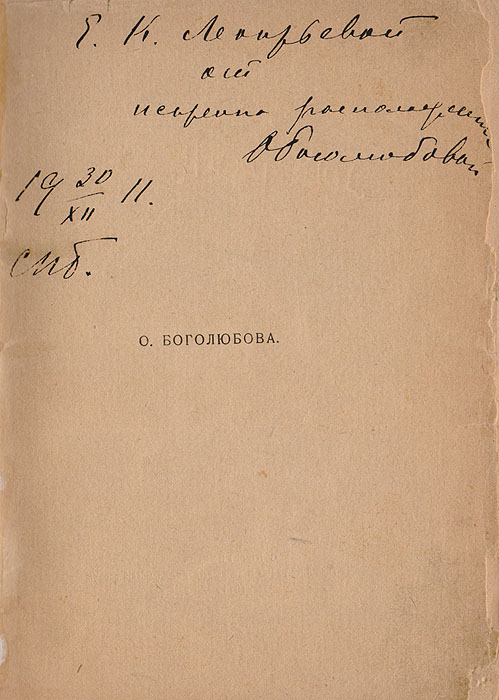 Е. К. Леонтьевой
от
искренно расположенной
О Боголюбовой
19 30/XII 11.
СПб.
О. БОГОЛЮБОВА.